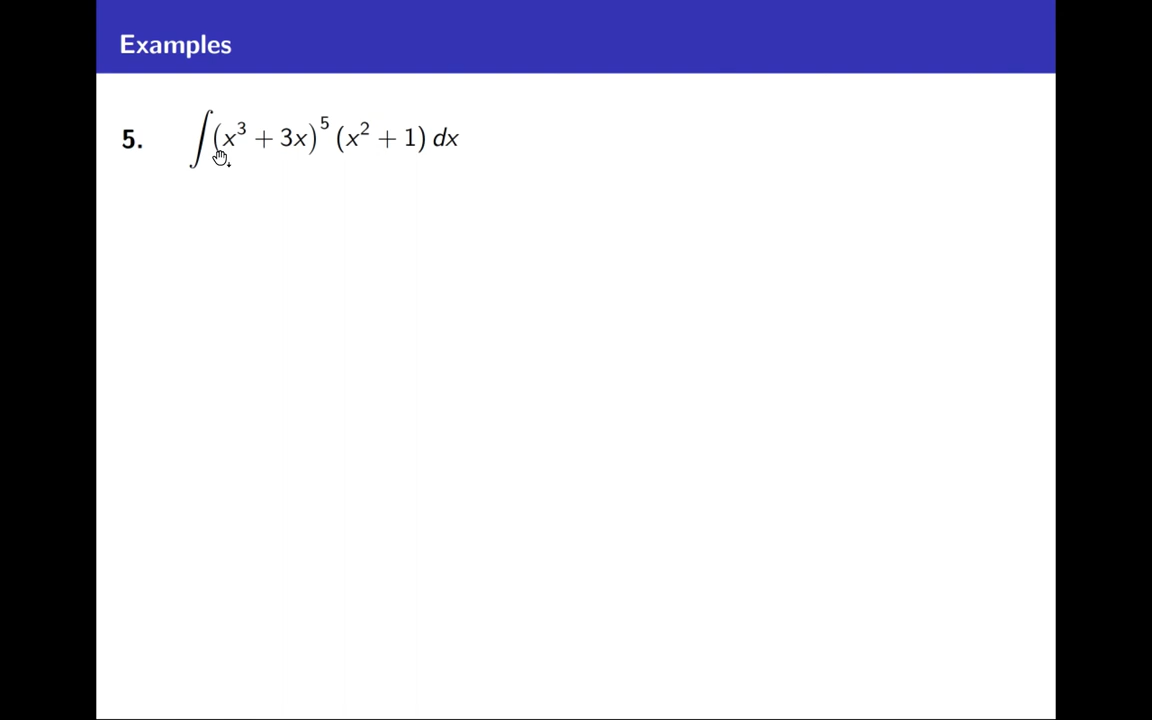 Examples
5. ∫(x³ + 3x)⁵ (x² + 1) dx